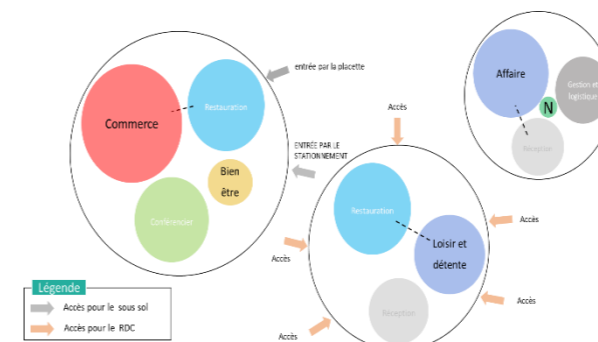 entrée par la placette
Commerce
Restauration
ENTRÉE PAR LE
STATIONNEMENT
Bien
être
Conférencier
Affaire
Gestion et
logistique
N
Réception
Accès
Restauration
Loisir et
détente
Réception
Accès
Accès
Accès
Accès
Légende
Accès pour le sous sol
Accès pour le RDC